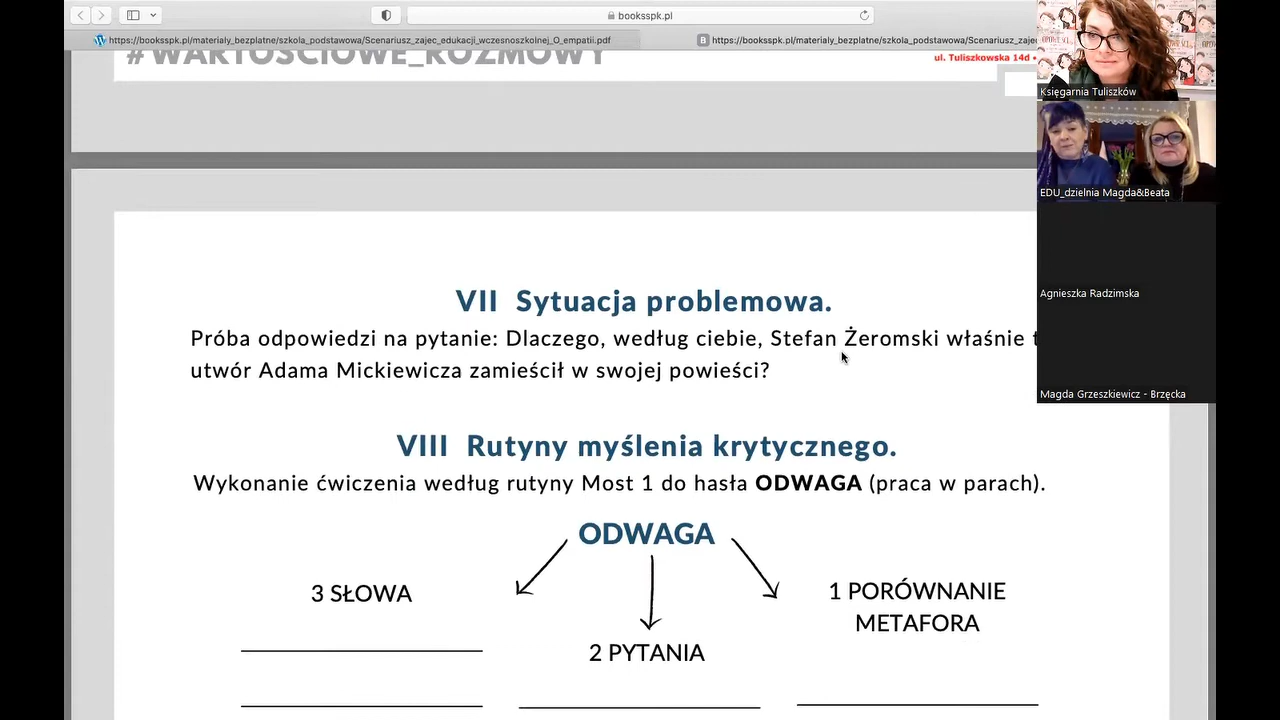 booksspk.pl
https://booksspk.pl/materialy_bezplatne/szkola_podstawowa/Scenariusz_zajec_edukacji_wczesnoszkolnej_O_empatii.pdf
https://booksspk.pl/materialy_bezplatne/szkola_podstawowa/Scenariusz_zajec
#WARTOŚCIOWE_ROZMOWY
ul. Tuliszkowska 14d •
Księgarnia Tuliszków
EDU_dzielnia Magda&Beata
Agnieszka Radzimska
Magda Grzeszkiewicz - Brzęcka
VII Sytuacja problemowa.
Próba odpowiedzi na pytanie: Dlaczego, według ciebie, Stefan Żeromski właśnie
utwór Adama Mickiewicza zamieścił w swojej powieści?
VIII Rutyny myślenia krytycznego.
Wykonanie ćwiczenia według rutyny Most 1 do hasła ODWAGA (praca w parach).
ODWAGA
3 SŁOWA
1 PORÓWNANIE
METAFORA
2 PYTANIA